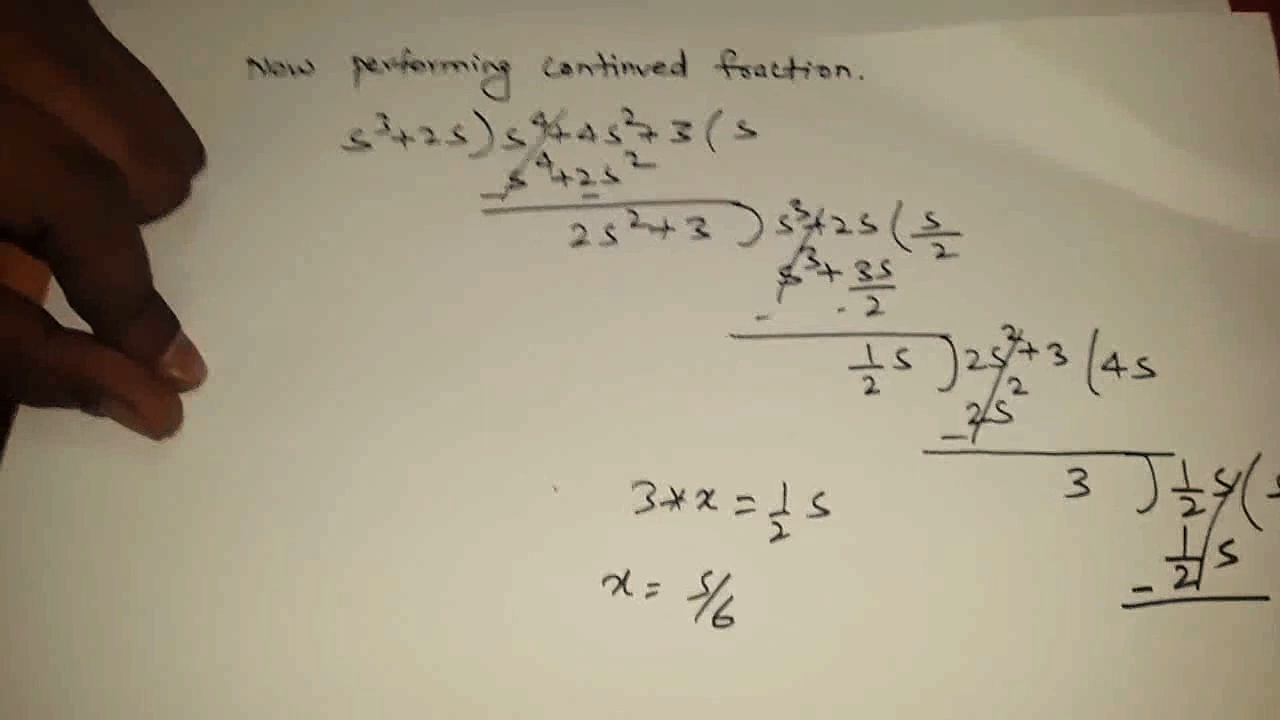 Now performing continued fraction.
s³+2s) s⁴+4s²+3 (s
- s⁴+2s²
2s²+3 ) s³+2s ( s/2
- s³ + 3s/2
1/2 s ) 2s²+3 (4s
- 2s²
3 ) 1/2 s (
- 1/2 s
3*x = 1/2 s
x = s/6